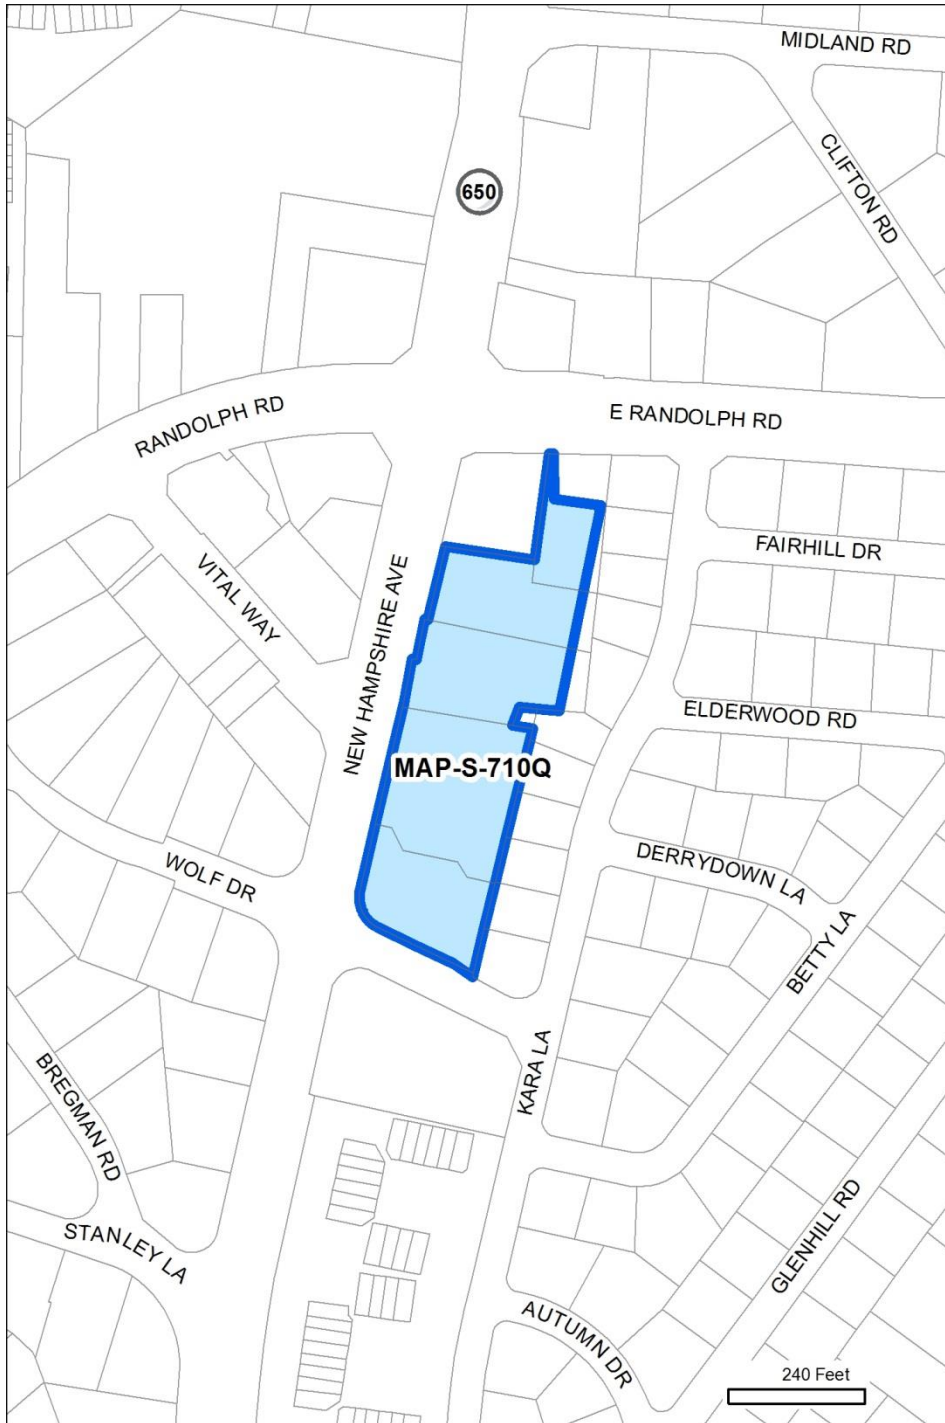 MIDLAND RD
CLIFTON RD
650
RANDOLPH RD
E RANDOLPH RD
FAIRHILL DR
VITAL WAY
NEW HAMPSHIRE AVE
ELDERWOOD RD
MAP-S-710Q
WOLF DR
DERRYDOWN LA
BETTY LA
KARA LA
BREGMAN RD
STANLEY LA
GLENHILL RD
AUTUMN DR
240 Feet